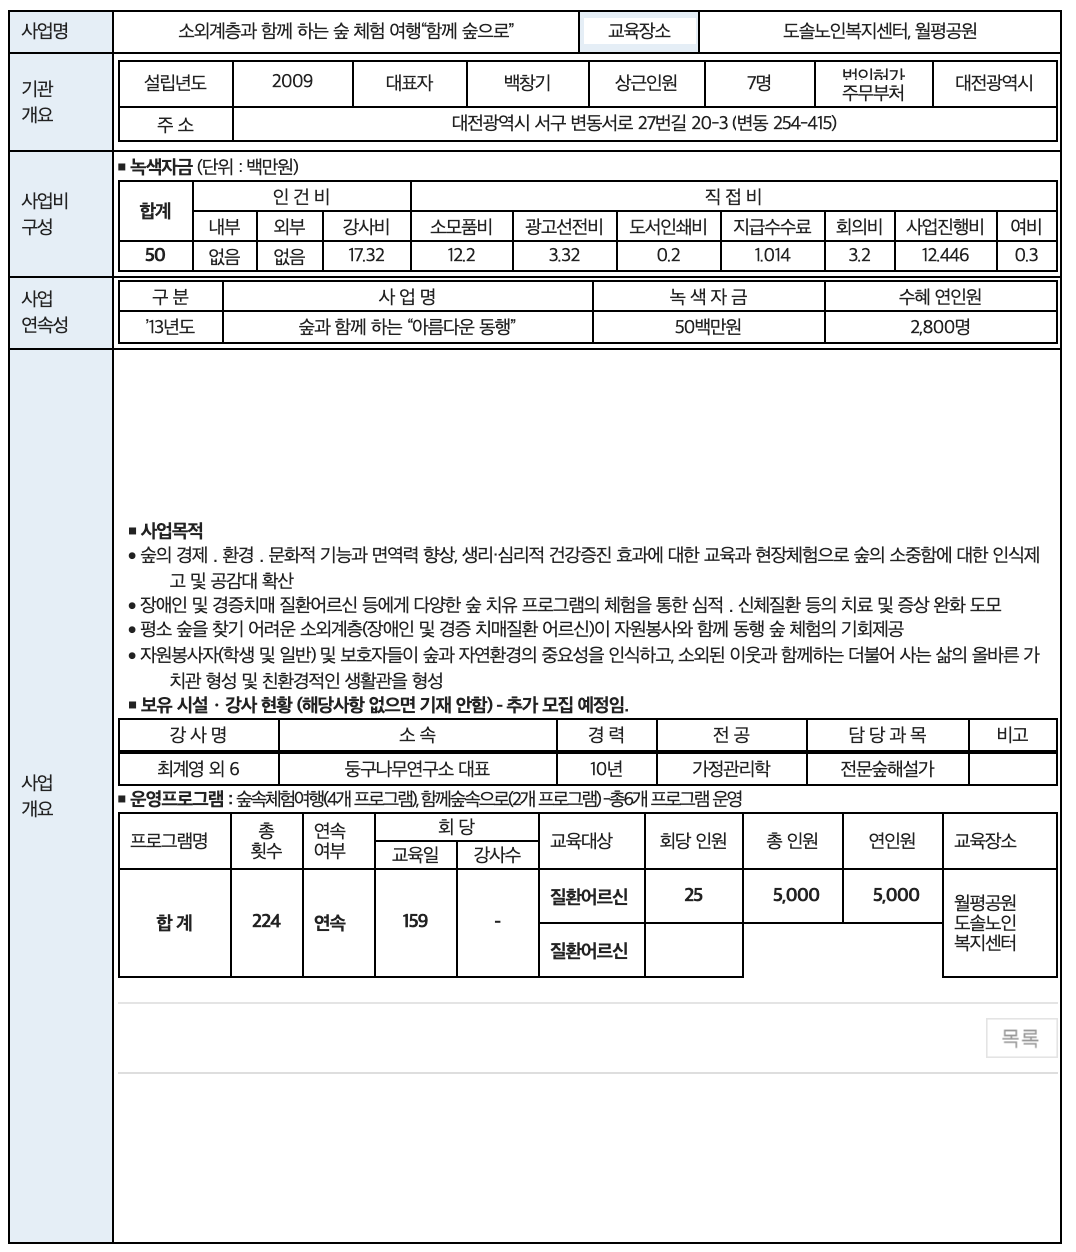 사업명 소외계층과 함께 하는 숲 체험 여행“함께 숲으로” 교육장소 도솔노인복지센터, 월평공원
기관
개요
설립년도 2009 대표자 백창기 상근인원 7명 법인허가 주무부처 대전광역시
주 소 대전광역시 서구 변동서로 27번길 20-3 (변동 254-415)
사업비
구성
■ 녹색자금 (단위 : 백만원)
합계 인 건 비 직 접 비
내부 외부 강사비 소모품비 광고선전비 도서인쇄비 지급수수료 회의비 사업진행비 여비
50 없음 없음 17.32 12.2 3.32 0.2 1.014 3.2 12.446 0.3
사업
연속성
구 분 사 업 명 녹 색 자 금 수혜 연인원
’13년도 숲과 함께 하는 “아름다운 동행” 50백만원 2,800명
사업
개요
■ 사업목적
● 숲의 경제 . 환경 . 문화적 기능과 면역력 향상, 생리·심리적 건강증진 효과에 대한 교육과 현장체험으로 숲의 소중함에 대한 인식제
고 및 공감대 확산
● 장애인 및 경증치매 질환어르신 등에게 다양한 숲 치유 프로그램의 체험을 통한 심적 . 신체질환 등의 치료 및 증상 완화 도모
● 평소 숲을 찾기 어려운 소외계층(장애인 및 경증 치매질환 어르신)이 자원봉사와 함께 동행 숲 체험의 기회제공
● 자원봉사자(학생 및 일반) 및 보호자들이 숲과 자연환경의 중요성을 인식하고, 소외된 이웃과 함께하는 더불어 사는 삶의 올바른 가
치관 형성 및 친환경적인 생활관을 형성
■ 보유 시설 · 강사 현황 (해당사항 없으면 기재 안함) - 추가 모집 예정임.
강 사 명 소 속 경 력 전 공 담 당 과 목 비고
최계영 외 6 둥구나무연구소 대표 10년 가정관리학 전문숲해설가
■ 운영프로그램 : 숲속체험여행(4개 프로그램), 함께숲속으로(2개 프로그램) -총6개 프로그램 운영
프로그램명 총 횟수 연속 여부 회 당 교육대상 회당 인원 총 인원 연인원 교육장소
교육일 강사수
합 계 224 연속 159 - 질환어르신 25 5,000 5,000 월평공원
도솔노인
복지센터
질환어르신
목록